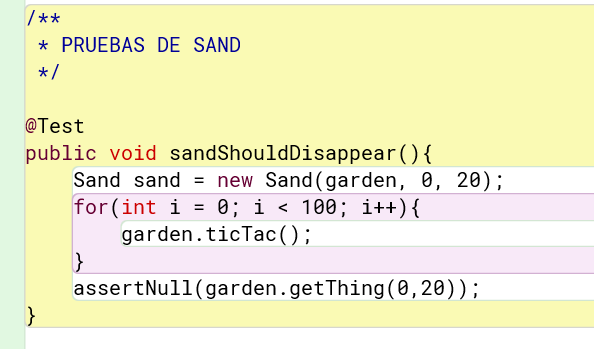 /**
 * PRUEBAS DE SAND
 */
@Test
public void sandShouldDisappear(){
    Sand sand = new Sand(garden, 0, 20);
    for(int i = 0; i < 100; i++){
        garden.ticTac();
    }
    assertNull(garden.getThing(0,20));
}